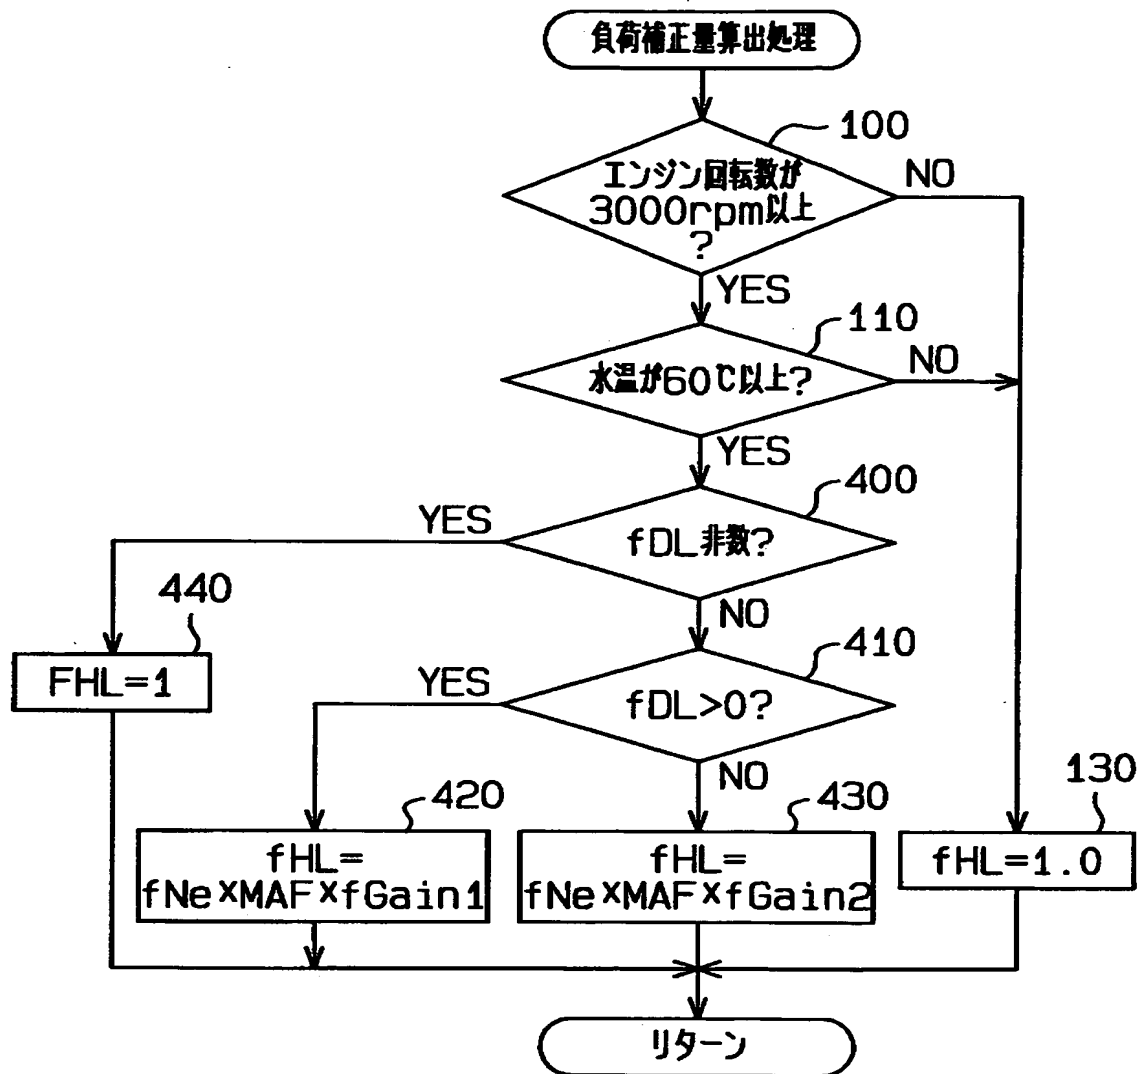 負荷補正量算出処理
100
エンジン回転数が
3000rpm以上
?
NO
YES
110
水温が60℃以上?
NO
YES
400
fDL非数?
YES
NO
440
FHL=1
410
fDL>0?
YES
NO
420
fHL=
fNe×MAF×fGain1
430
fHL=
fNe×MAF×fGain2
130
fHL=1.0
リターン